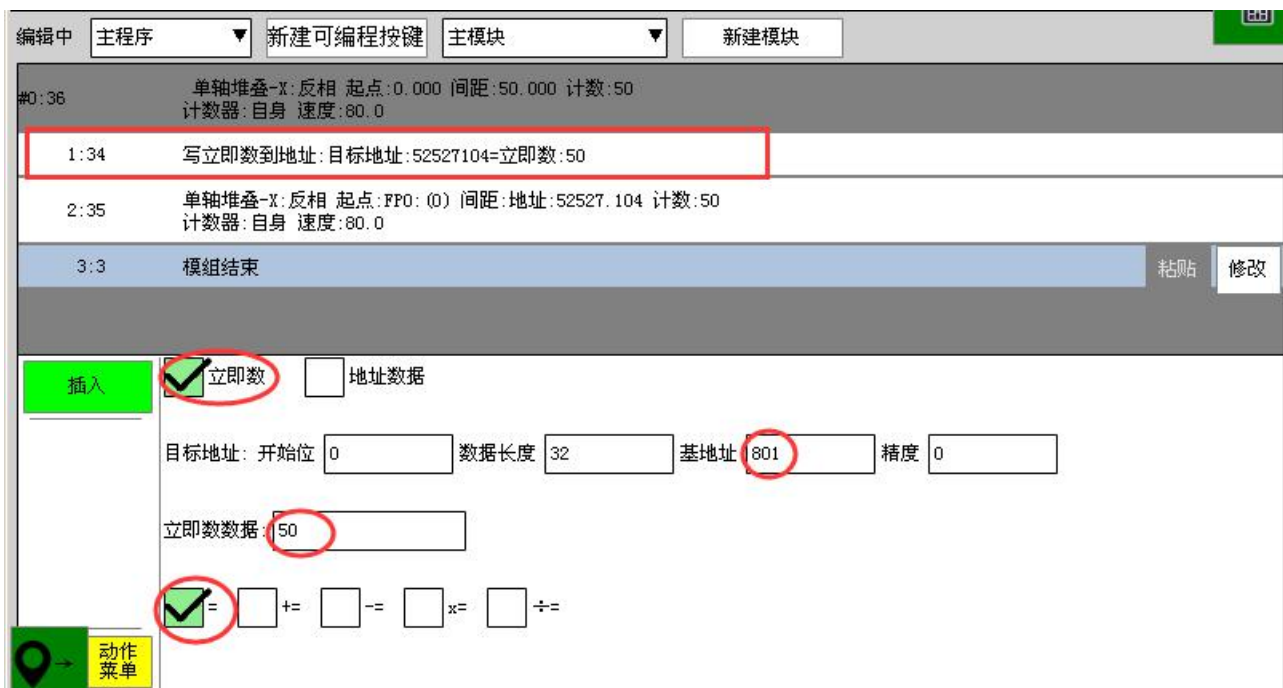 编辑中 主程序 ▼ 新建可编程按键 主模块 ▼ 新建模块
#0:36 单轴堆叠-X:反相 起点:0.000 间距:50.000 计数:50
计数器:自身 速度:80.0
1:34 写立即数到地址:目标地址:52527104=立即数:50
2:35 单轴堆叠-X:反相 起点:FP0:(0) 间距:地址:52527.104 计数:50
计数器:自身 速度:80.0
3:3 模组结束 粘贴 修改
插入 立即数 地址数据
目标地址: 开始位 0 数据长度 32 基地址 801 精度 0
立即数数据: 50
= += -= x= ÷=
动作
菜单